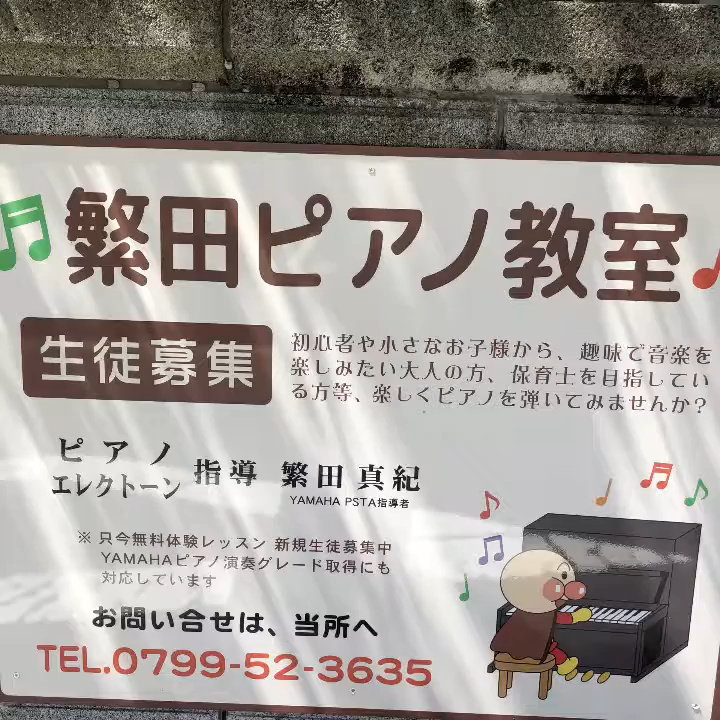 繁田ピアノ教室
生徒募集
初心者や小さなお子様から、趣味で音楽を
楽しみたい大人の方、保育士を目指してい
る方等、楽しくピアノを弾いてみませんか?
ピアノ
エレクトーン
指導 繁田真紀
YAMAHA PSTA指導者
※ 只今無料体験レッスン 新規生徒募集中
YAMAHAピアノ演奏グレード取得にも
対応しています
お問い合せは、当所へ
TEL.0799-52-3635